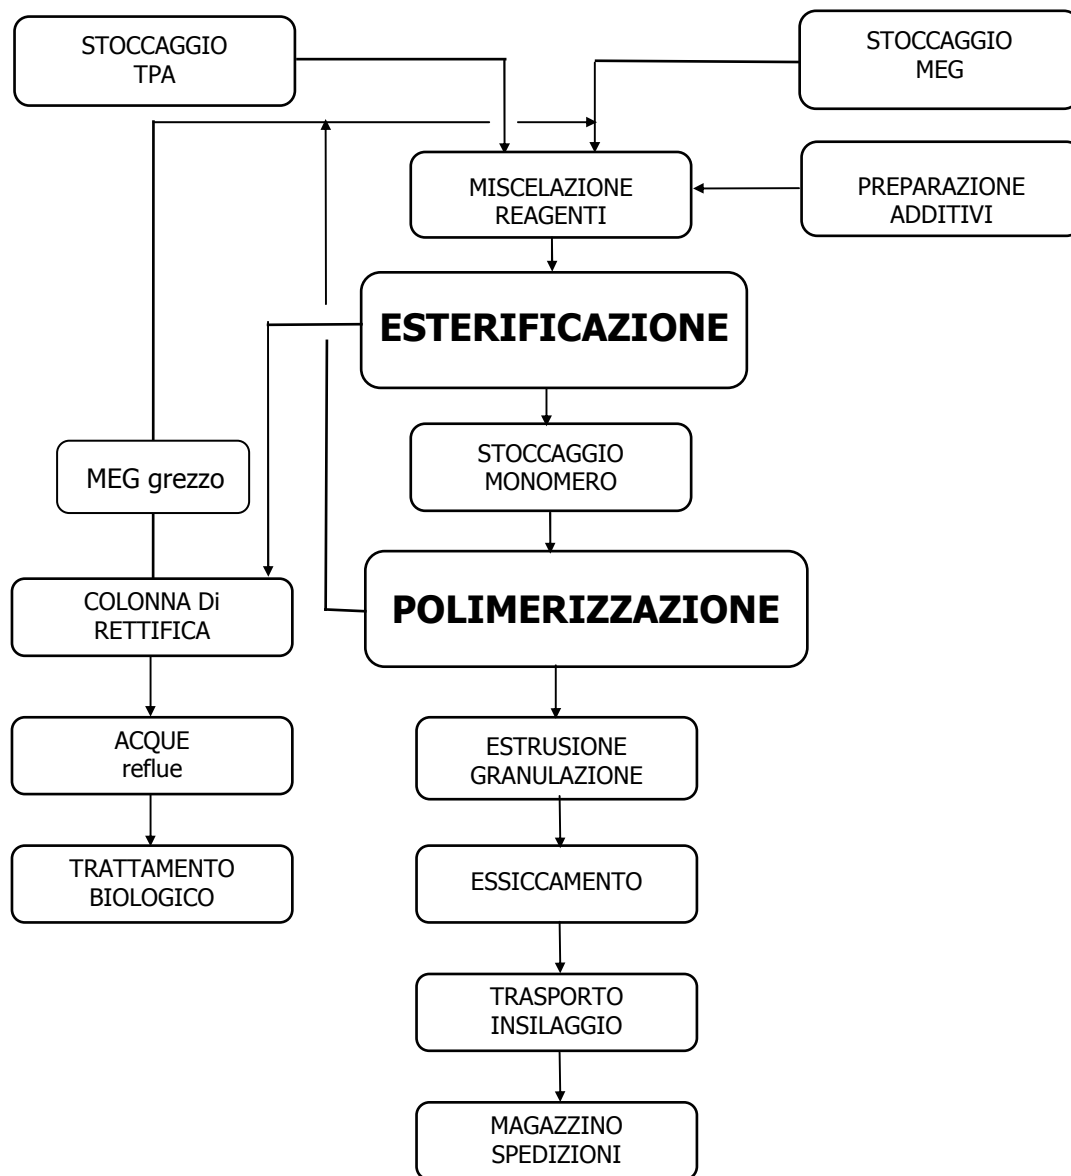 STOCCAGGIO
TPA
STOCCAGGIO
MEG
MISCELAZIONE
REAGENTI
PREPARAZIONE
ADDITIVI
ESTERIFICAZIONE
STOCCAGGIO
MONOMERO
MEG grezzo
COLONNA Di
RETTIFICA
POLIMERIZZAZIONE
ACQUE
reflue
ESTRUSIONE
GRANULAZIONE
TRATTAMENTO
BIOLOGICO
ESSICCAMENTO
TRASPORTO
INSILAGGIO
MAGAZZINO
SPEDIZIONI